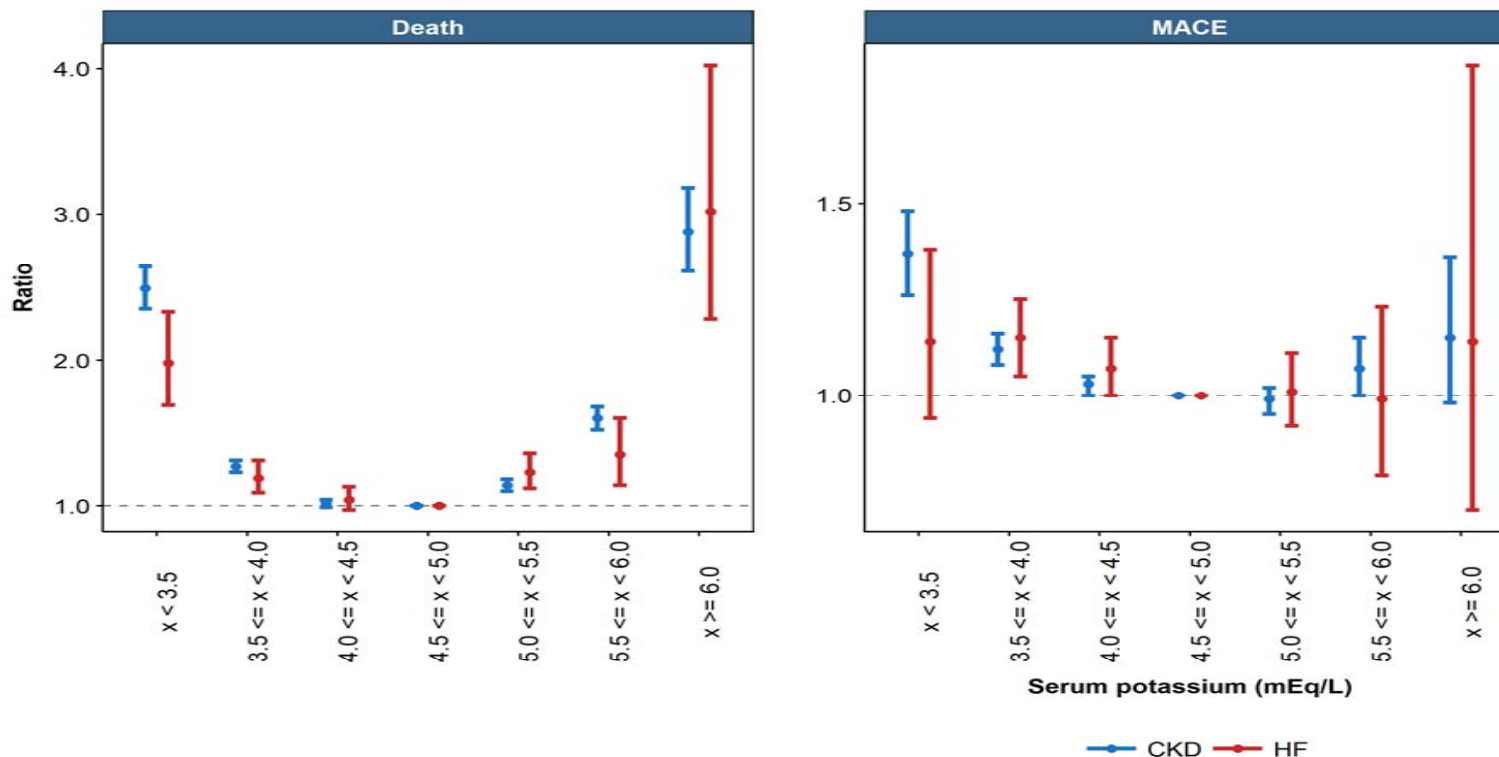 Death
MACE
Ratio
4.0
3.0
2.0
1.0
1.5
1.0
x < 3.5
3.5 <= x < 4.0
4.0 <= x < 4.5
4.5 <= x < 5.0
5.0 <= x < 5.5
5.5 <= x < 6.0
x >= 6.0
x < 3.5
3.5 <= x < 4.0
4.0 <= x < 4.5
4.5 <= x < 5.0
5.0 <= x < 5.5
5.5 <= x < 6.0
x >= 6.0
Serum potassium (mEq/L)
CKD
HF